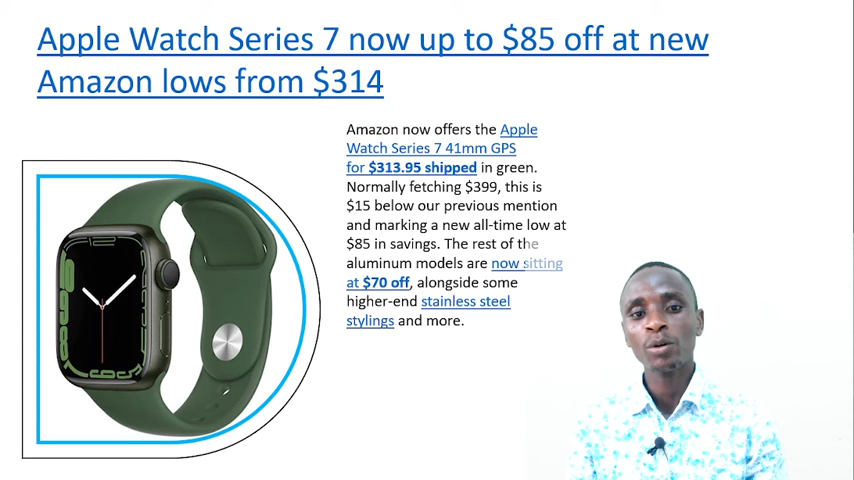 Apple Watch Series 7 now up to $85 off at new
Amazon lows from $314
Amazon now offers the Apple
Watch Series 7 41mm GPS
for $313.95 shipped in green.
Normally fetching $399, this is
$15 below our previous mention
and marking a new all-time low at
$85 in savings. The rest of the
aluminum models are now sitting
at $70 off, alongside some
higher-end stainless steel
stylings and more.